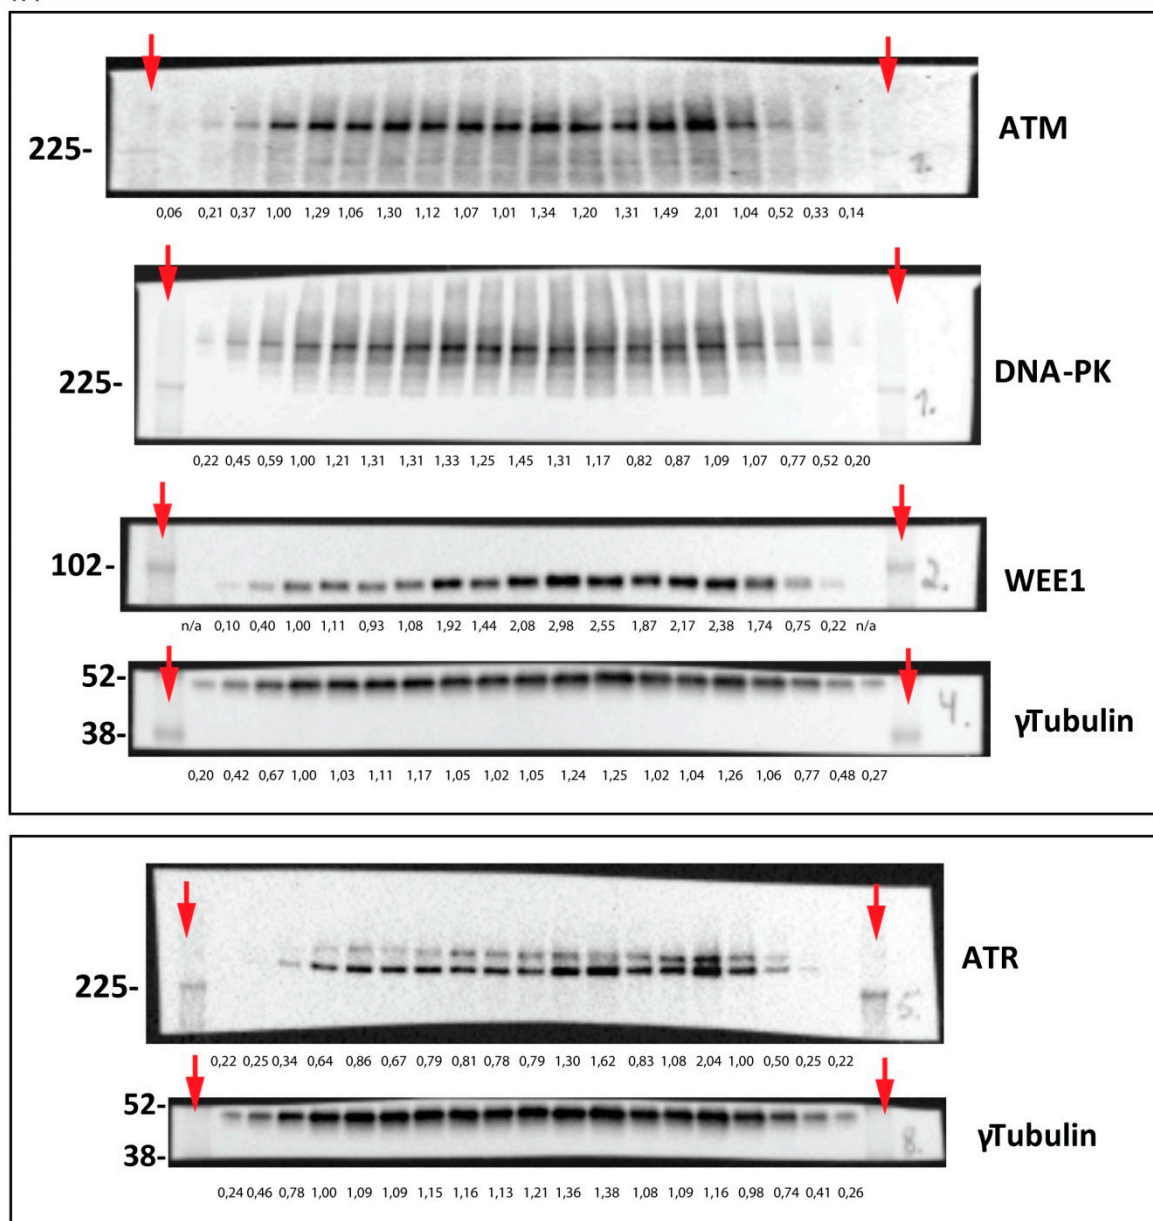 ATM
225-
1.
0,06 0,21 0,37 1,00 1,29 1,06 1,30 1,12 1,07 1,01 1,34 1,20 1,31 1,49 2,01 1,04 0,52 0,33 0,14
DNA-PK
225-
1.
0,22 0,45 0,59 1,00 1,21 1,31 1,31 1,33 1,25 1,45 1,31 1,17 0,82 0,87 1,09 1,07 0,77 0,52 0,20
102-
2.
WEE1
n/a 0,10 0,40 1,00 1,11 0,93 1,08 1,92 1,44 2,08 2,98 2,55 1,87 2,17 2,38 1,74 0,75 0,22 n/a
52-
4.
γTubulin
38-
0,20 0,42 0,67 1,00 1,03 1,11 1,17 1,05 1,02 1,05 1,24 1,25 1,02 1,04 1,26 1,06 0,77 0,48 0,27
ATR
225-
5.
0,22 0,25 0,34 0,64 0,86 0,67 0,79 0,81 0,78 0,79 1,30 1,62 0,83 1,08 2,04 1,00 0,50 0,25 0,22
52-
8.
γTubulin
38-
0,24 0,46 0,78 1,00 1,09 1,09 1,15 1,16 1,13 1,21 1,36 1,38 1,08 1,09 1,16 0,98 0,74 0,41 0,26